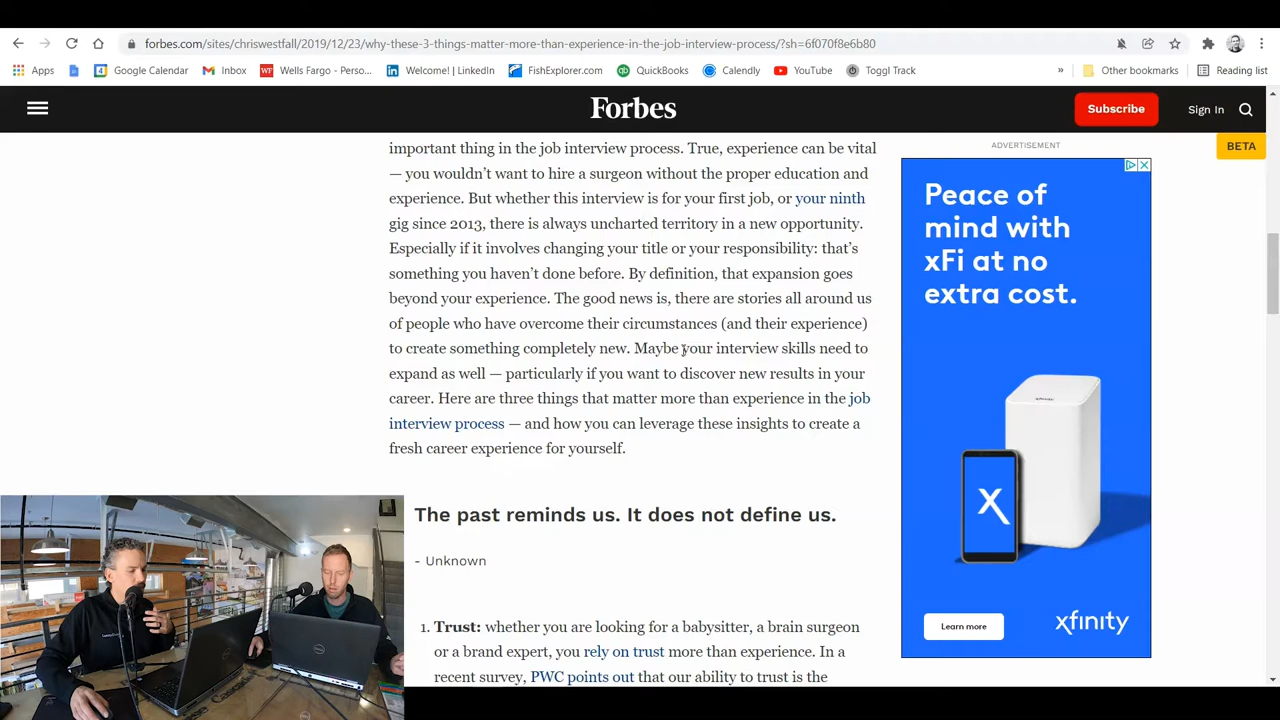 forbes.com/sites/chriswestfall/2019/12/23/why-these-3-things-matter-more-than-experience-in-the-job-interview-process/?sh=6f070f8e6b80
Apps Google Calendar Inbox Wells Fargo - Perso... Welcome! | LinkedIn FishExplorer.com QuickBooks Calendly YouTube Toggl Track » Other bookmarks Reading list
Forbes
Subscribe
Sign In
BETA
important thing in the job interview process. True, experience can be vital
— you wouldn't want to hire a surgeon without the proper education and
experience. But whether this interview is for your first job, or your ninth
gig since 2013, there is always uncharted territory in a new opportunity.
Especially if it involves changing your title or your responsibility: that's
something you haven't done before. By definition, that expansion goes
beyond your experience. The good news is, there are stories all around us
of people who have overcome their circumstances (and their experience)
to create something completely new. Maybe your interview skills need to
expand as well — particularly if you want to discover new results in your
career. Here are three things that matter more than experience in the job
interview process — and how you can leverage these insights to create a
fresh career experience for yourself.
The past reminds us. It does not define us.
- Unknown
1. Trust: whether you are looking for a babysitter, a brain surgeon
or a brand expert, you rely on trust more than experience. In a
recent survey, PWC points out that our ability to trust is the
ADVERTISEMENT
Peace of
mind with
xFi at no
extra cost.
X
Learn more
xfinity